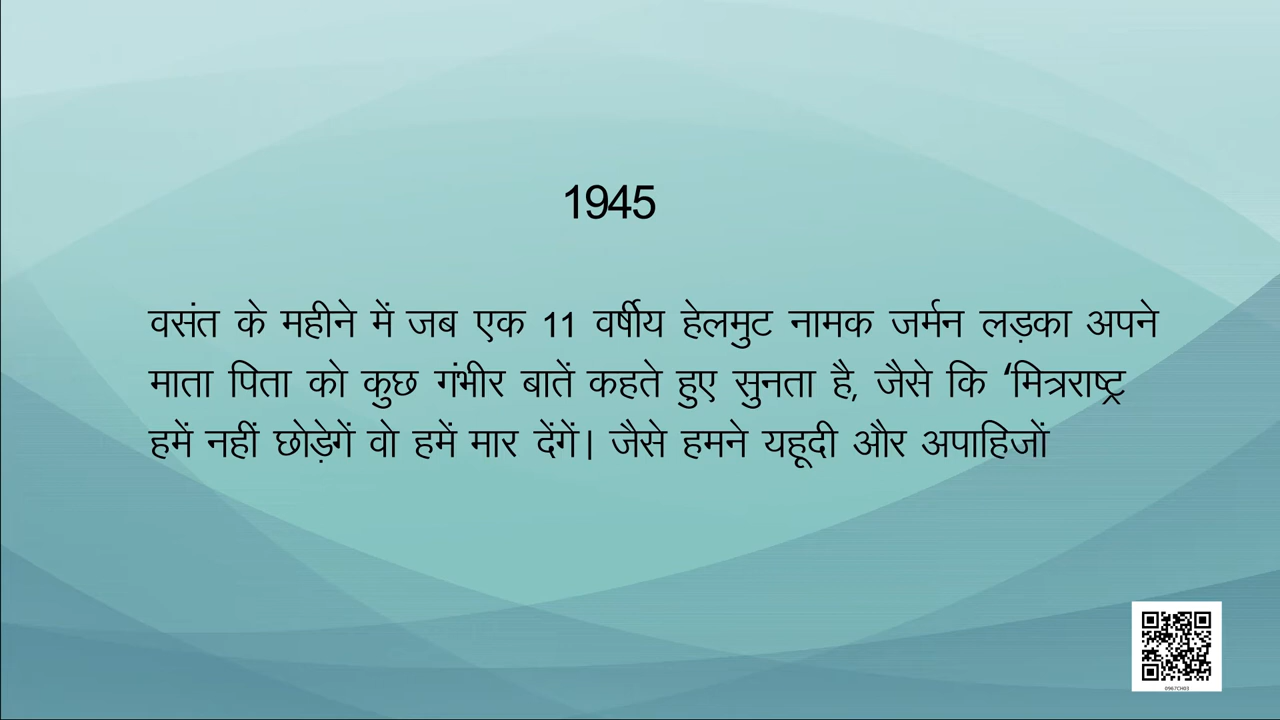 1945
वसंत के महीने में जब एक 11 वर्षीय हेलमुट नामक जर्मन लड़का अपने
माता पिता को कुछ गंभीर बातें कहते हुए सुनता है, जैसे कि ‘मित्रराष्ट्र
हमें नहीं छोड़ेगें वो हमें मार देंगें। जैसे हमने यहूदी और अपाहिजों
0967CH03